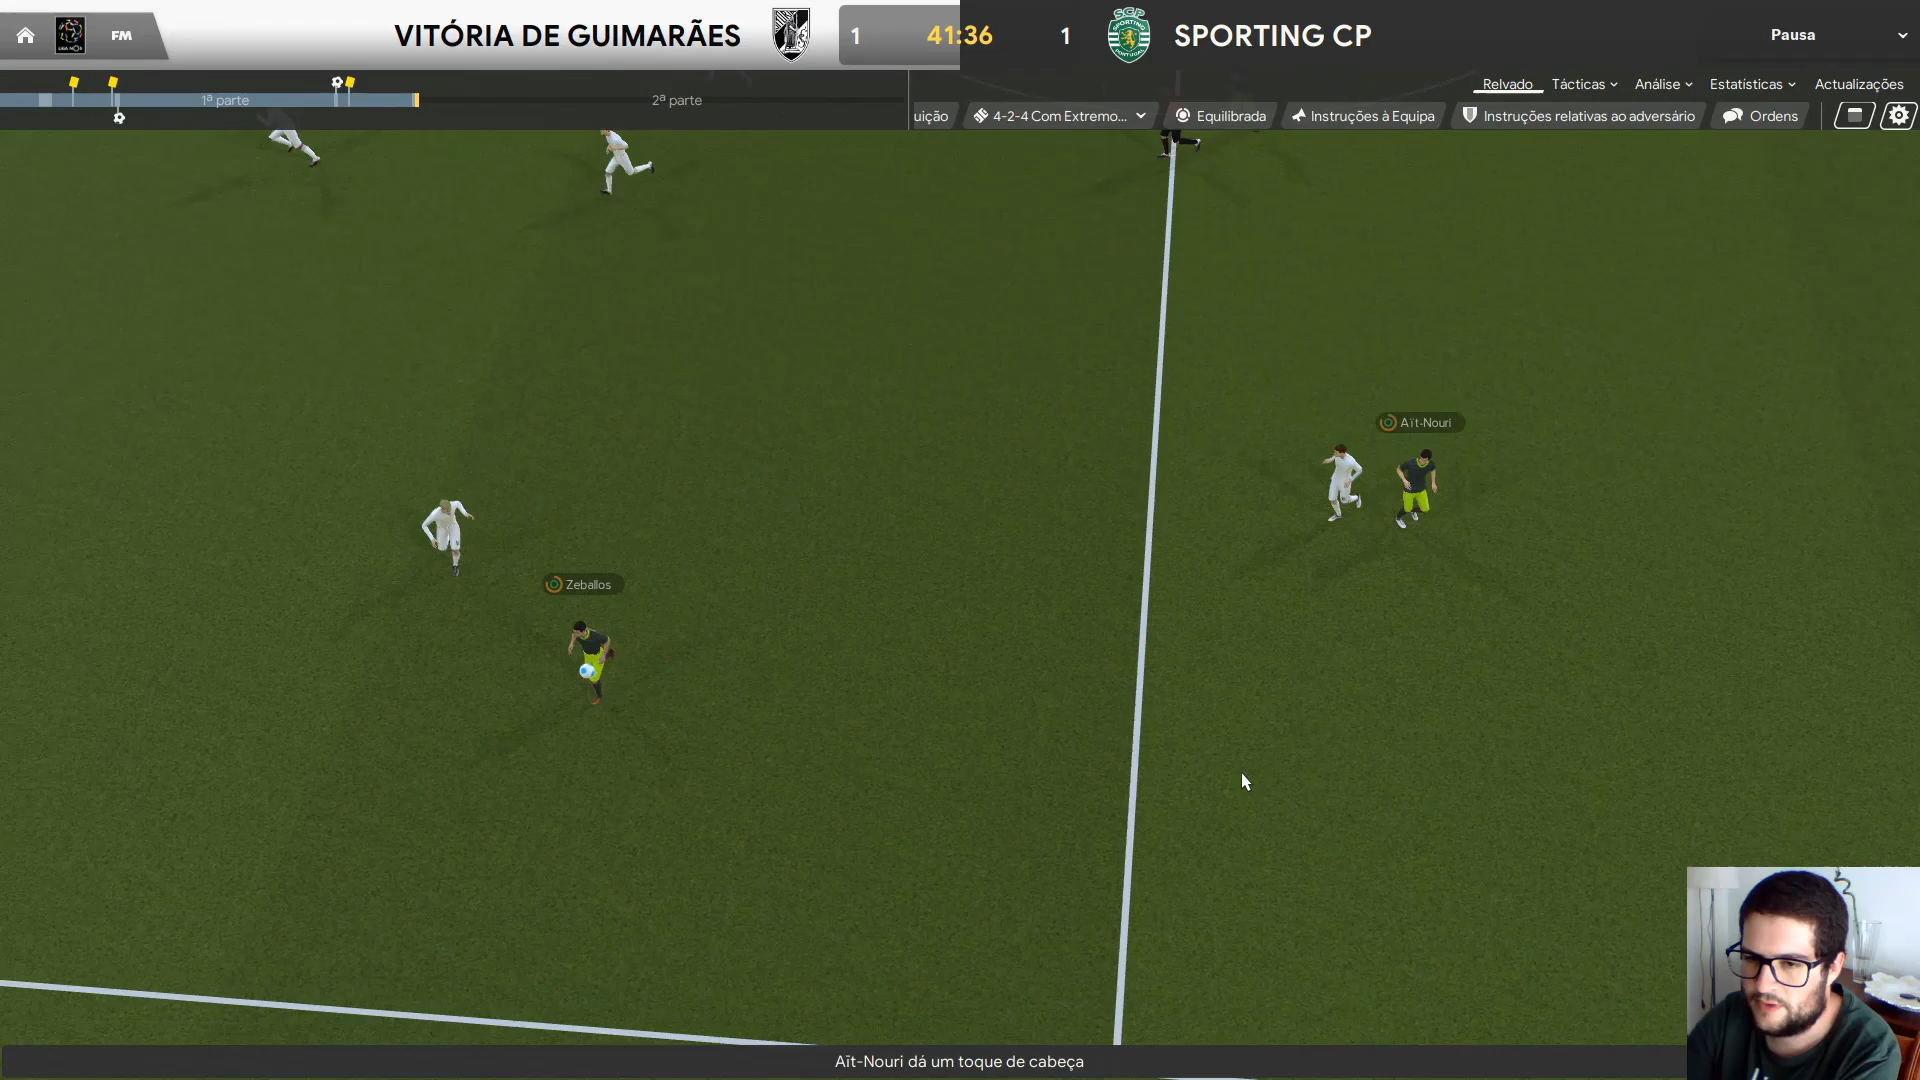 FM
VITÓRIA DE GUIMARÃES
1
41:36
1
SPORTING CP
Pausa
1ª parte
2ª parte
Relvado
Tácticas
Análise
Estatísticas
Actualizações
uição
4-2-4 Com Extremo...
Equilibrada
Instruções à Equipa
Instruções relativas ao adversário
Ordens
Aït-Nouri
Zeballos
Aït-Nouri dá um toque de cabeça